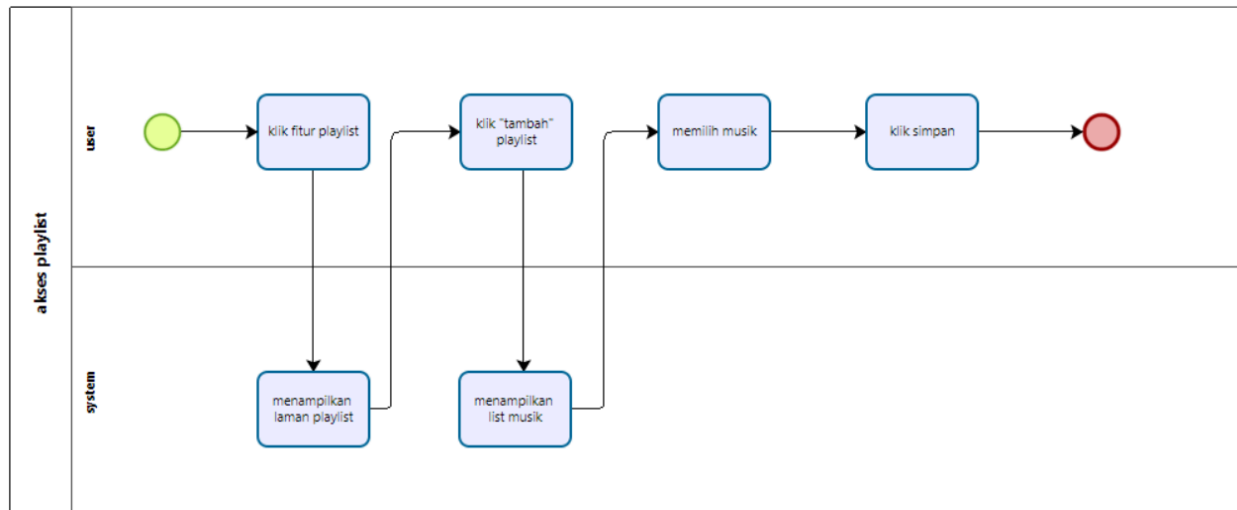 akses playlist
user
klik fitur playlist
klik "tambah"
playlist
memilih musik
klik simpan
system
menampilkan
laman playlist
menampilkan
list musik